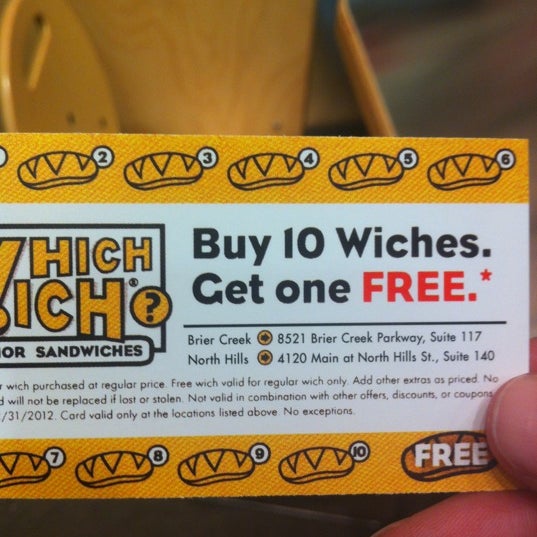 2 3 4 5 6
WHICH
WICH®?
IOR SANDWICHES
Buy 10 Wiches.
Get one FREE.*
Brier Creek 8521 Brier Creek Parkway, Suite 117
North Hills 4120 Main at North Hills St., Suite 140
r wich purchased at regular price. Free wich valid for regular wich only. Add other extras as priced. No
d will not be replaced if lost or stolen. Not valid in combination with other offers, discounts, or coupons
/31/2012. Card valid only at the locations listed above. No exceptions.
7 8 9 10 FREE